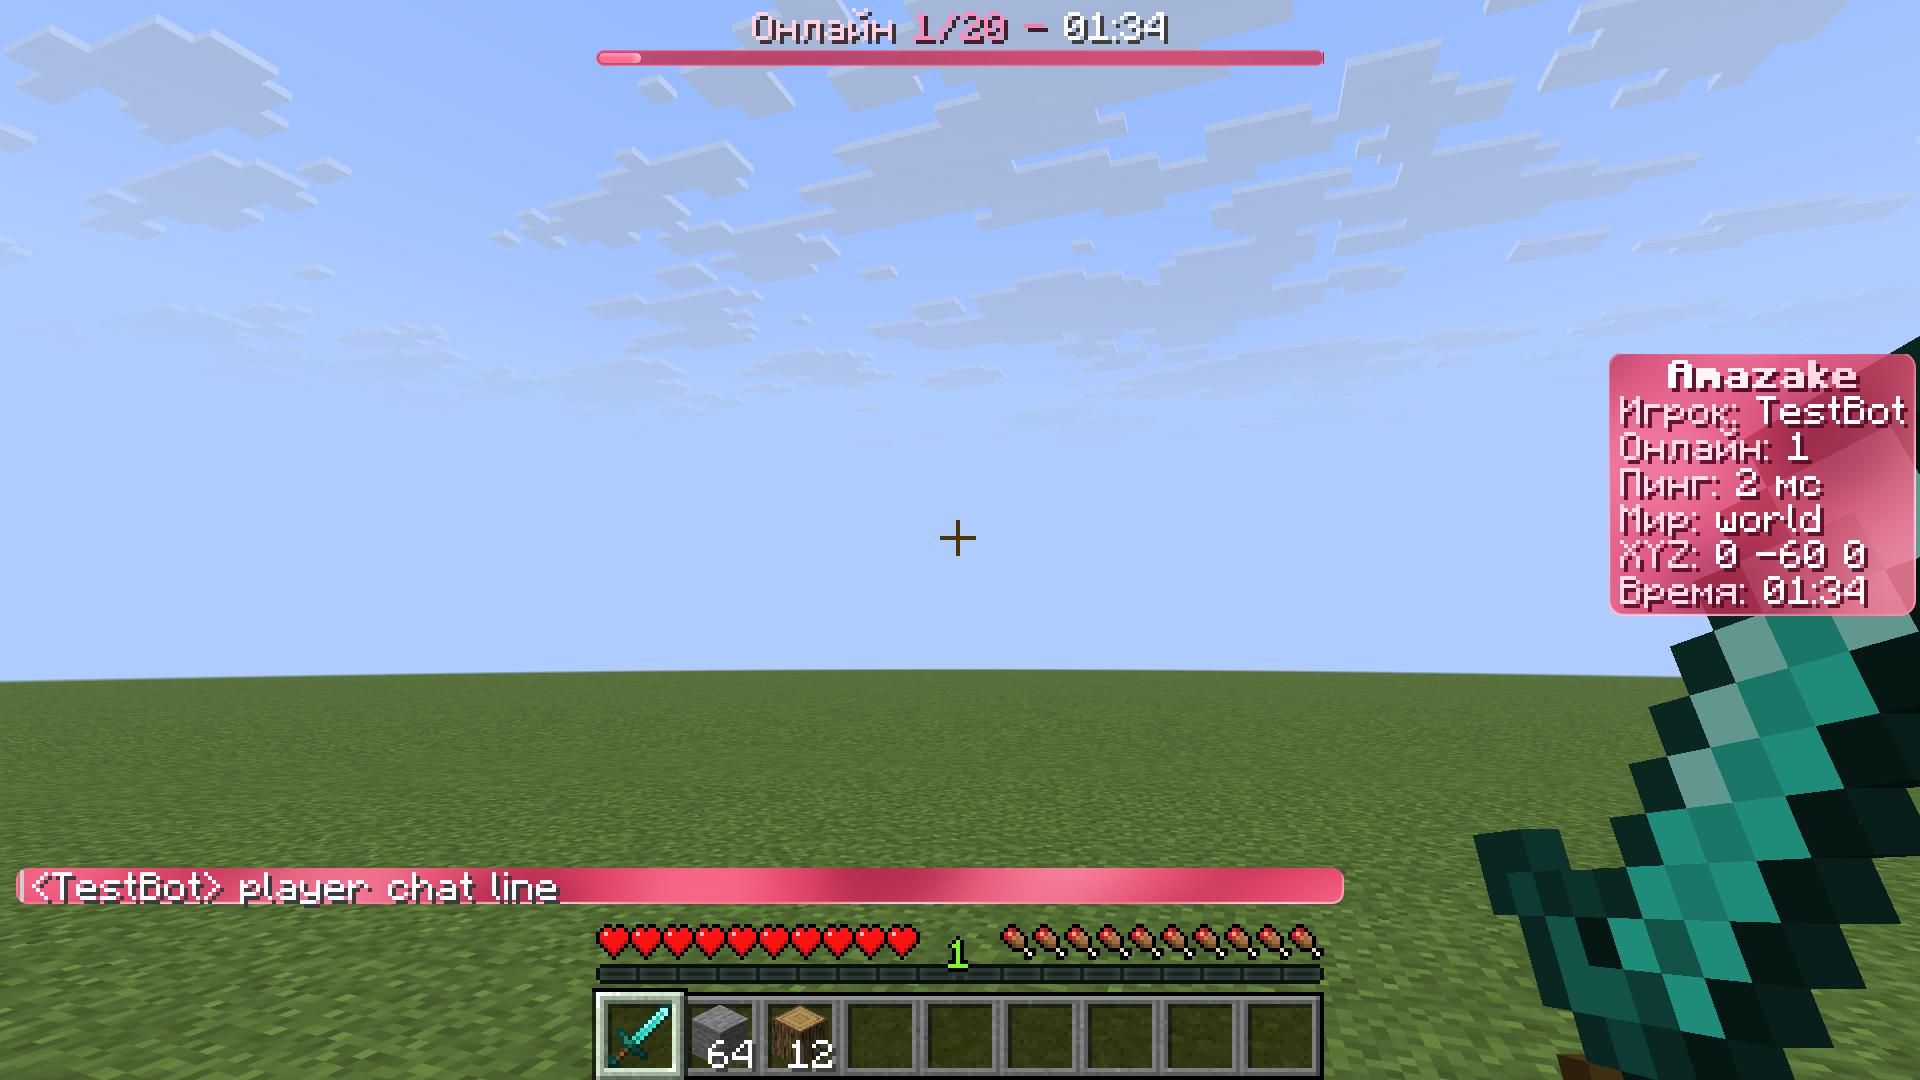 Онлайн 1/20 - 01:34
Amazake
Игрок: TestBot
Онлайн: 1
Пинг: 2 мс
Мир: world
XYZ: 0 -60 0
Время: 01:34
<TestBot> player chat line
1
64
12